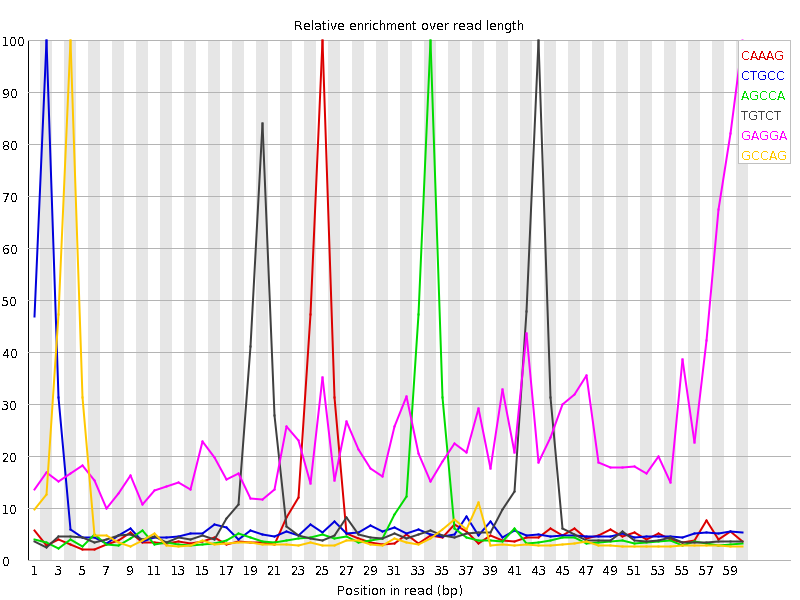 Relative enrichment over read length
100
90
80
70
60
50
40
30
20
10
0
CAAAG
CTGCC
AGCCA
TGTCT
GAGGA
GCCAG
1 3 5 7 9 11 13 15 17 19 21 23 25 27 29 31 33 35 37 39 41 43 45 47 49 51 53 55 57 59
Position in read (bp)